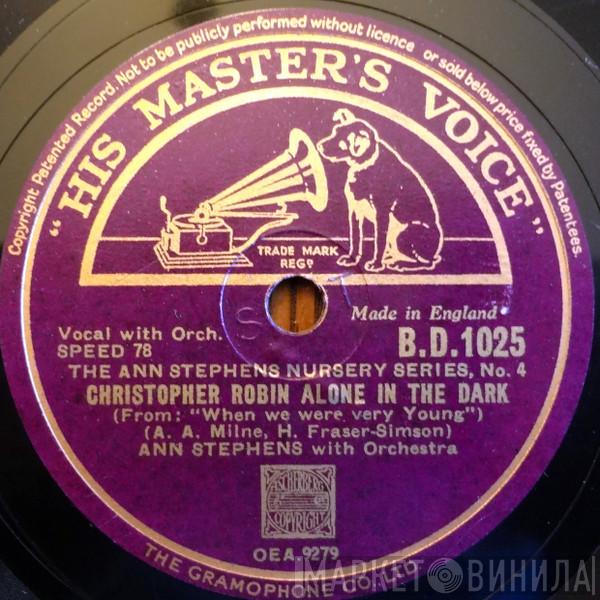 Copyright Patented Record. Not to be publicly performed without licence or sold below price fixed by Patentees.
"HIS MASTER'S VOICE"
TRADE MARK
REGD
Made in England
Vocal with Orch.
SPEED 78
B.D.1025
THE ANN STEPHENS NURSERY SERIES, No. 4
CHRISTOPHER ROBIN ALONE IN THE DARK
(From: "When we were very Young")
(A. A. Milne, H. Fraser-Simson)
ANN STEPHENS with Orchestra
ASCHERBERG
COPYRIGHT
OEA.9279
THE GRAMOPHONE CO. LTD.
МАРКЕТ ВИНИЛА